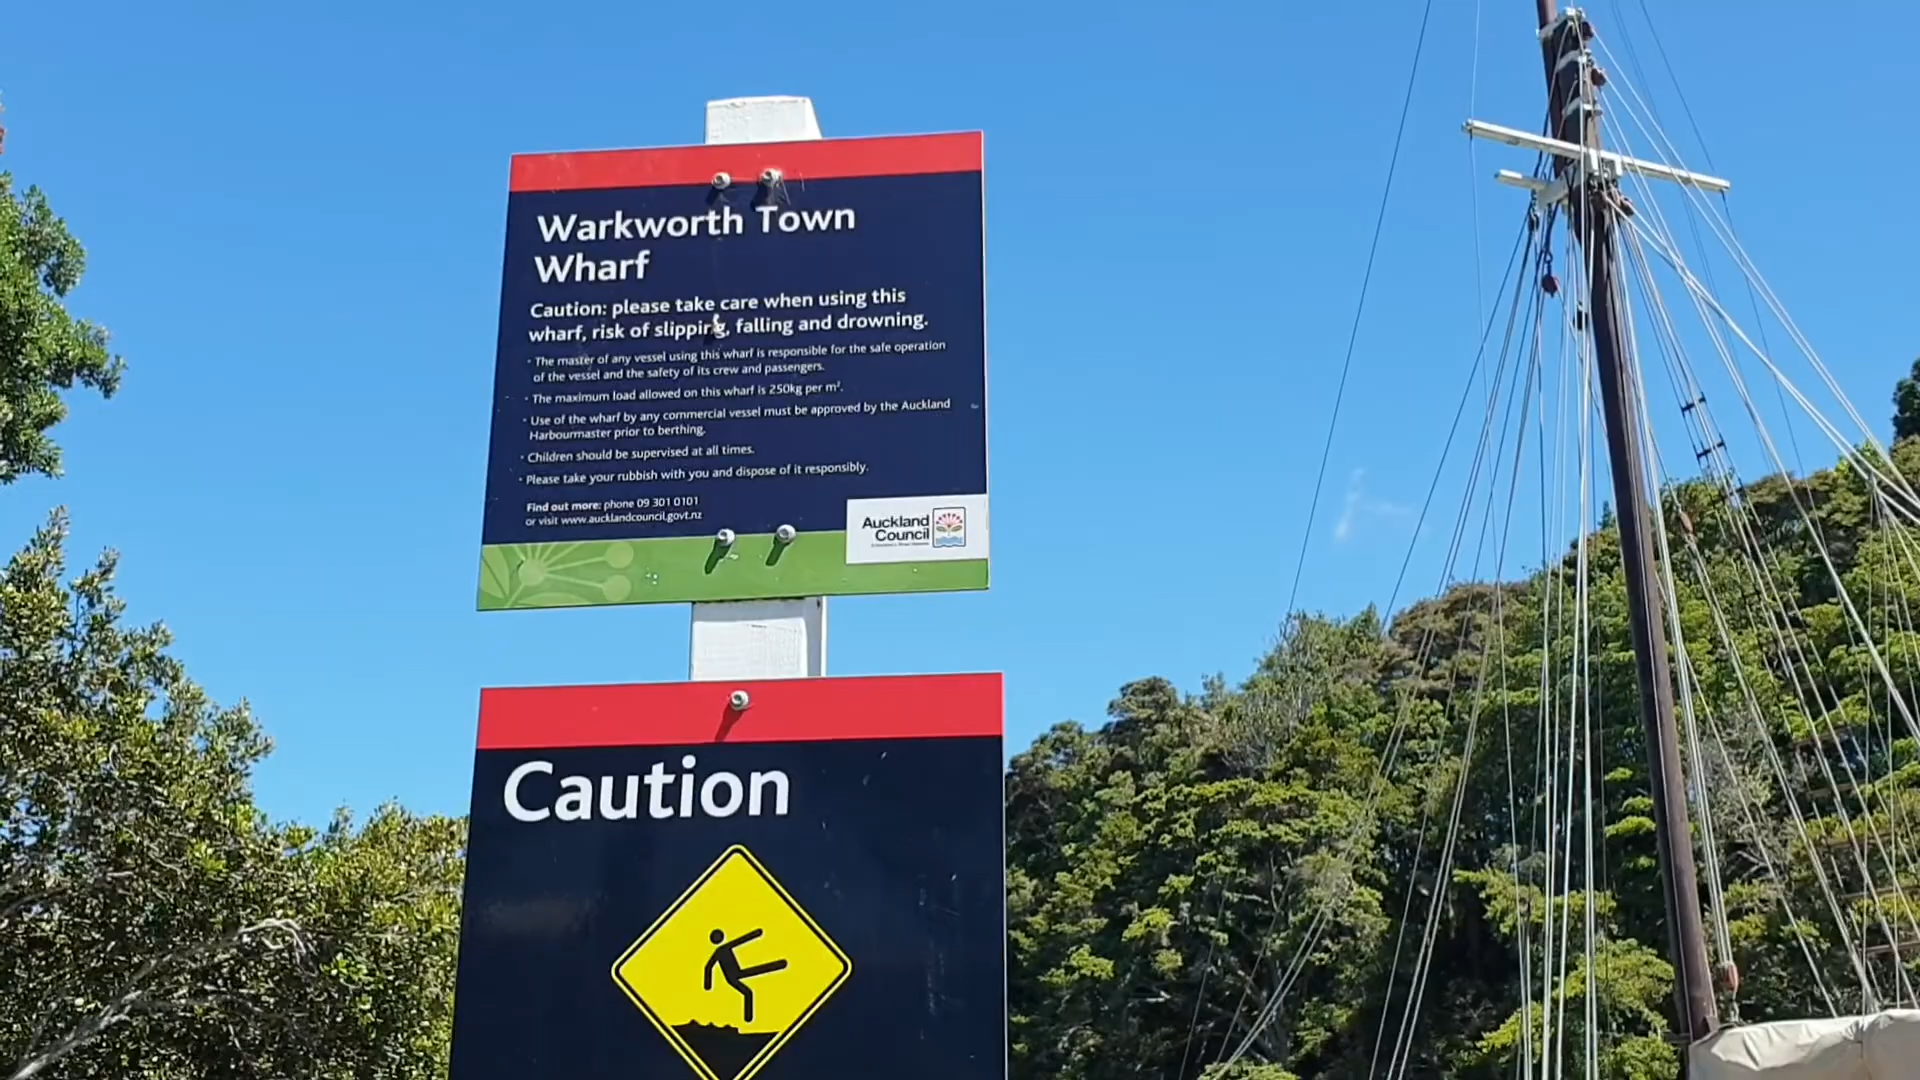 Warkworth Town
Wharf
Caution: please take care when using this
wharf, risk of slipping, falling and drowning.
· The master of any vessel using this wharf is responsible for the safe operation
of the vessel and the safety of its crew and passengers.
· The maximum load allowed on this wharf is 250kg per m².
· Use of the wharf by any commercial vessel must be approved by the Auckland
Harbourmaster prior to berthing.
· Children should be supervised at all times.
· Please take your rubbish with you and dispose of it responsibly.
Find out more: phone 09 301 0101
or visit www.aucklandcouncil.govt.nz
Auckland
Council
Caution